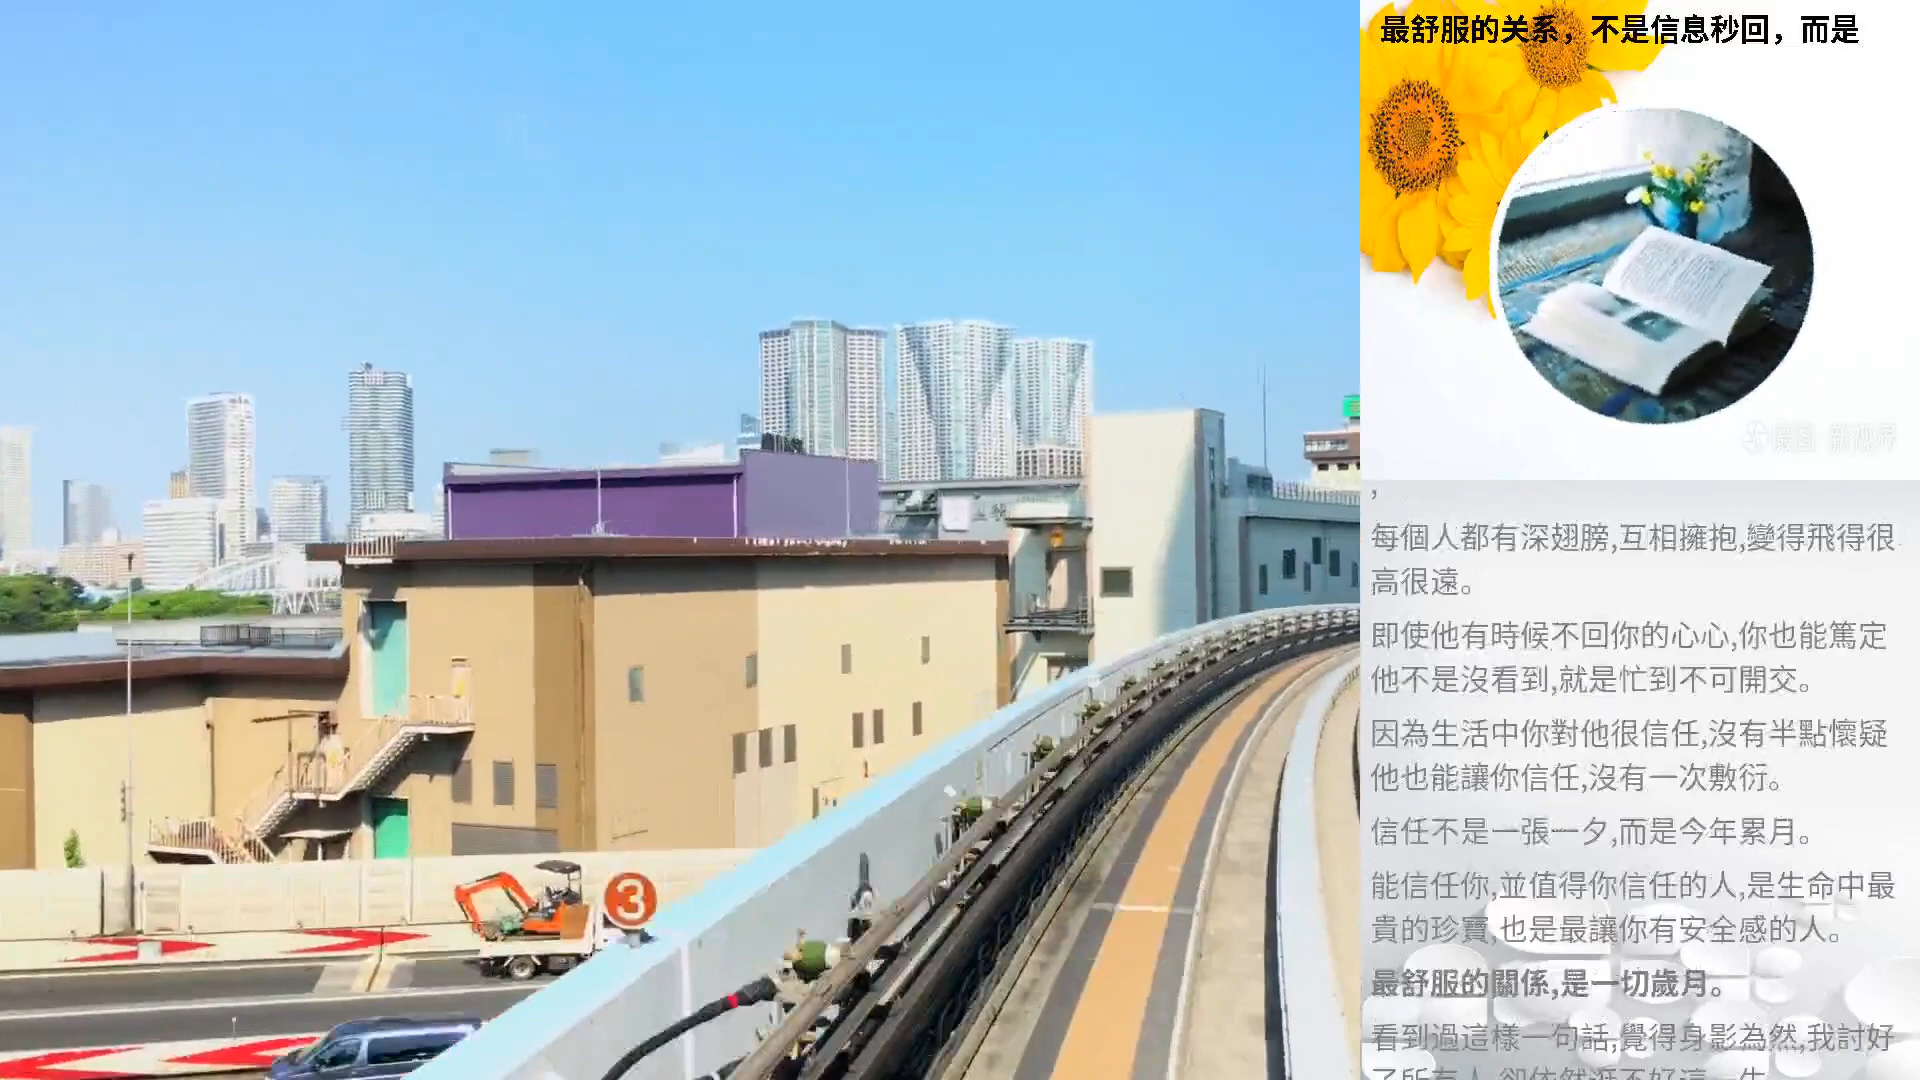 最舒服的关系，不是信息秒回，而是
，
每個人都有深翅膀,互相擁抱,變得飛得很
高很遠。
即使他有時候不回你的心心,你也能篤定
他不是沒看到,就是忙到不可開交。
因為生活中你對他很信任,沒有半點懷疑
他也能讓你信任,沒有一次敷衍。
信任不是一張一夕,而是今年累月。
能信任你,並值得你信任的人,是生命中最
貴的珍寶,也是最讓你有安全感的人。
最舒服的關係,是一切歲月。
看到過這樣一句話,覺得身影為然,我討好
3